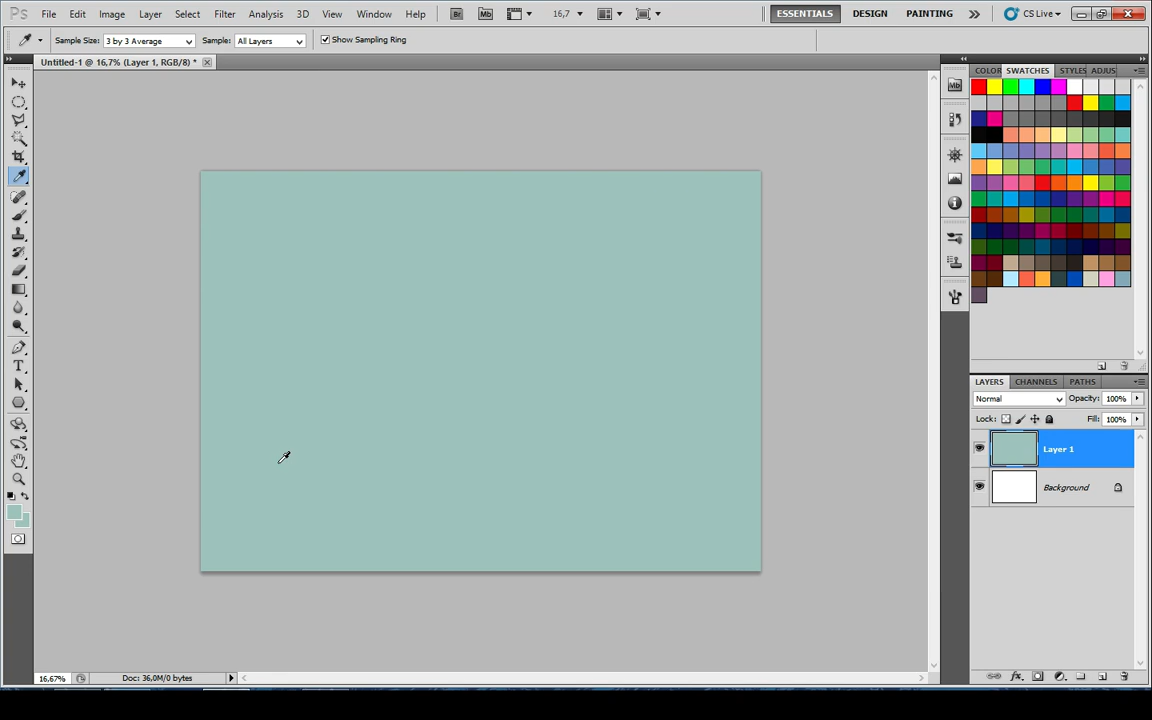 Ps File Edit Image Layer Select Filter Analysis 3D View Window Help Br Mb 16,7 ESSENTIALS DESIGN PAINTING CS Live
Sample Size: 3 by 3 Average Sample: All Layers Show Sampling Ring
Untitled-1 @ 16,7% (Layer 1, RGB/8) *
COLOR SWATCHES STYLES ADJUS
Mb
LAYERS CHANNELS PATHS
Normal Opacity: 100%
Lock: Fill: 100%
Layer 1
Background
16,67% Doc: 36,0M/0 bytes